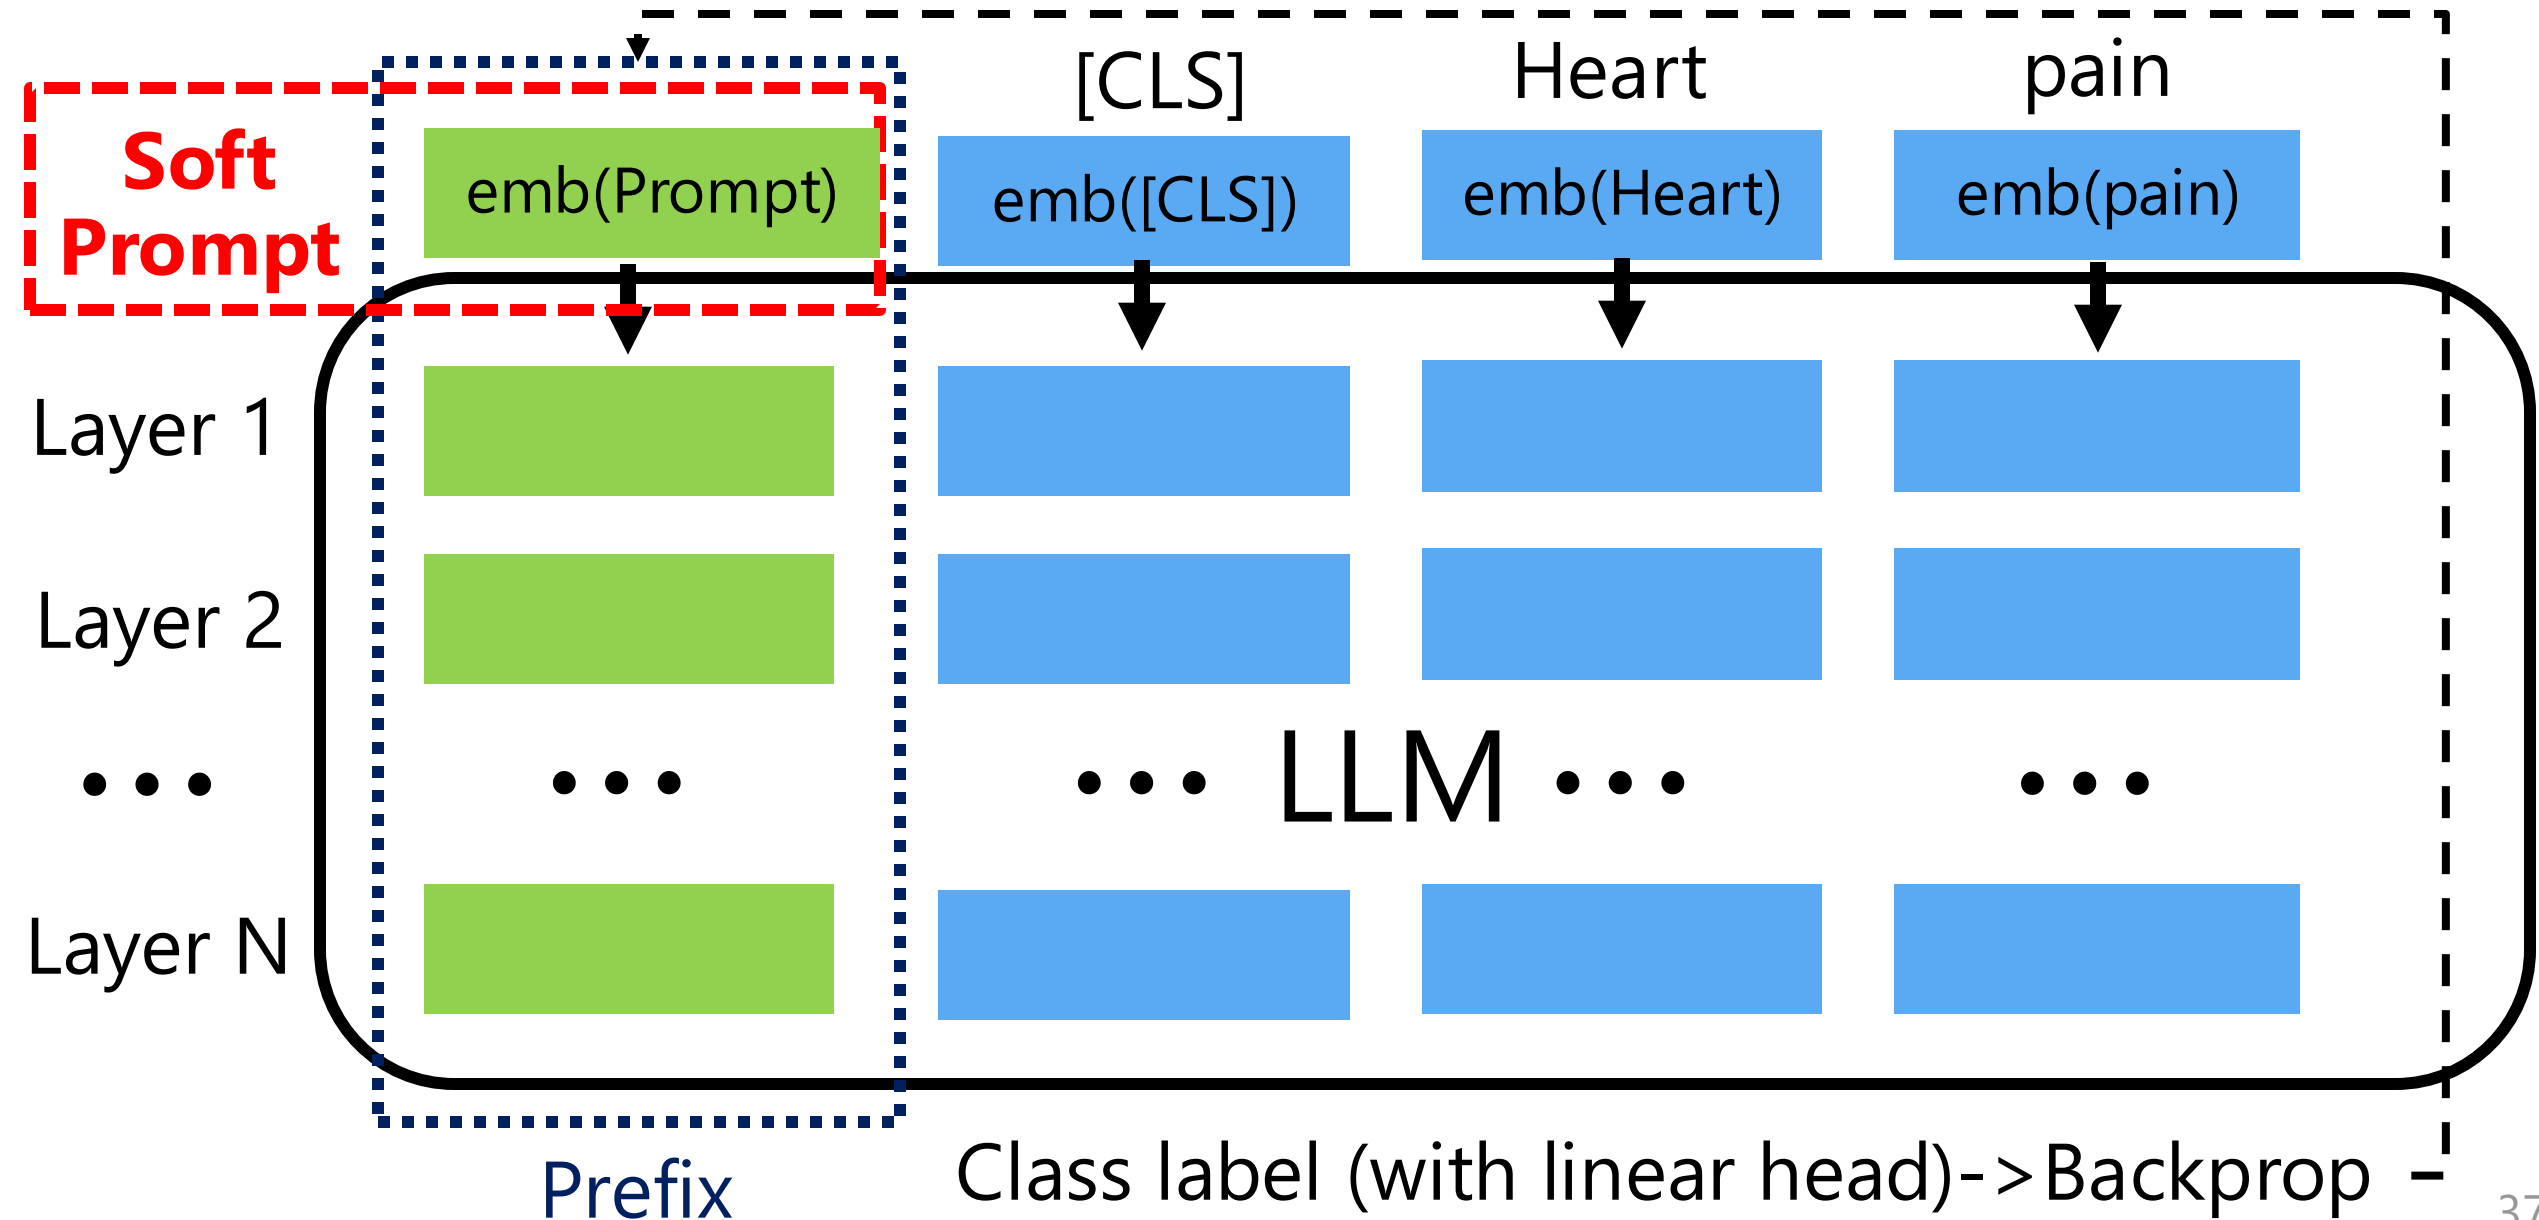 [CLS] Heart pain
Soft
Prompt
emb(Prompt) emb([CLS]) emb(Heart) emb(pain)
Layer 1
Layer 2
••• ••• ••• LLM ••• •••
Layer N
Prefix
Class label (with linear head)->Backprop
37